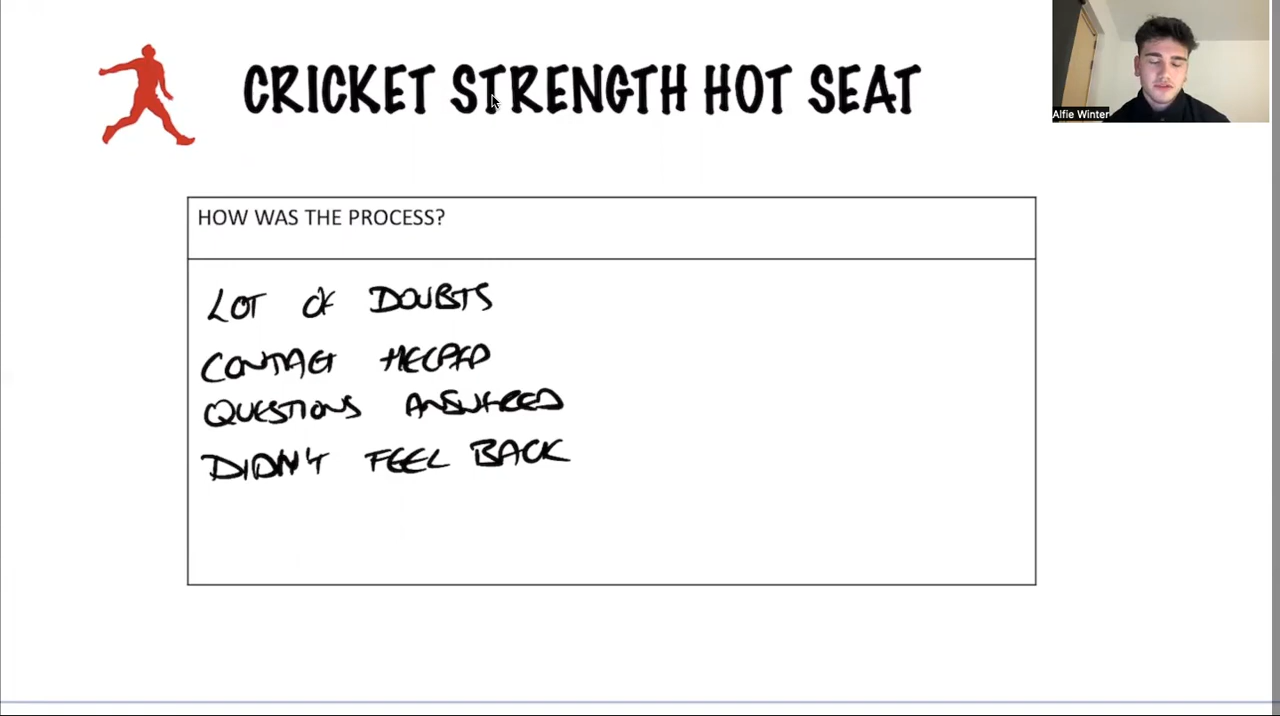 CRICKET STRENGTH HOT SEAT
Alfie Winter
HOW WAS THE PROCESS?
LOT OF DOUBTS
CONTACT HELPED
QUESTIONS ANSWERED
DIDN'T FEEL BACK